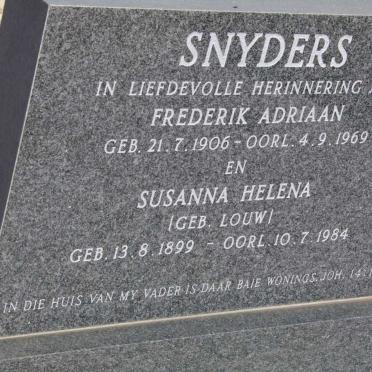 SNYDERS
IN LIEFDEVOLLE HERINNERING
FREDERIK ADRIAAN
GEB. 21.7.1906 - OORL. 4.9.1969
EN
SUSANNA HELENA
(GEB. LOUW)
GEB. 13.8.1899 - OORL. 10.7.1984
IN DIE HUIS VAN MY VADER IS DAAR BAIE WONINGS. JOH. 14: